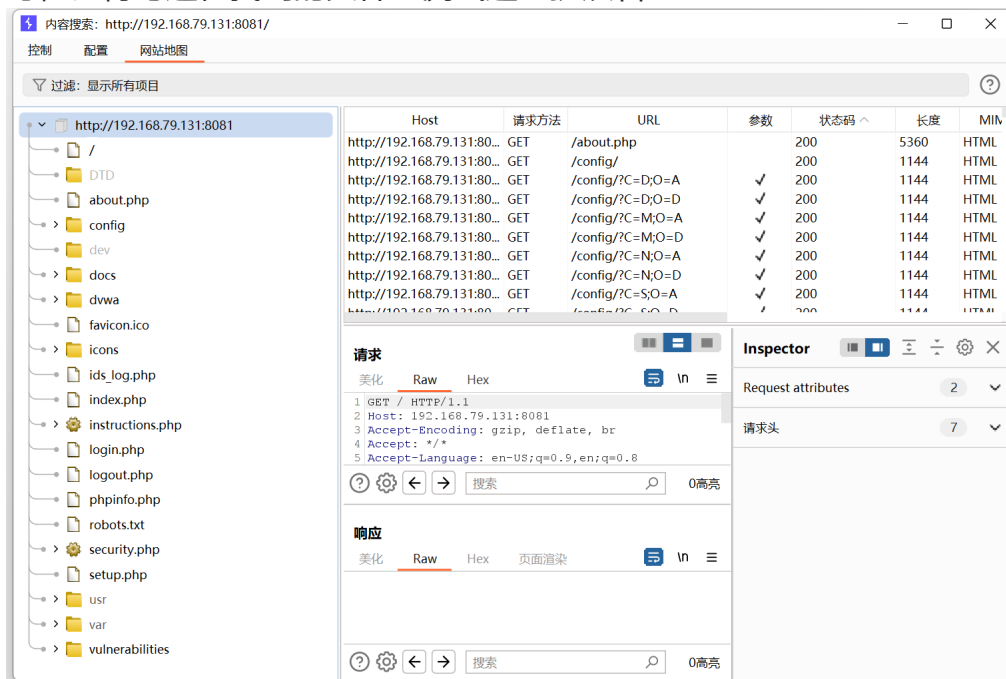 内容搜索: http://192.168.79.131:8081/
控制 配置 网站地图
过滤: 显示所有项目
http://192.168.79.131:8081
/
DTD
about.php
config
dev
docs
dvwa
favicon.ico
icons
ids_log.php
index.php
instructions.php
login.php
logout.php
phpinfo.php
robots.txt
security.php
setup.php
usr
var
vulnerabilities
Host 请求方法 URL 参数 状态码 长度 MIM
http://192.168.79.131:80... GET /about.php 200 5360 HTML
http://192.168.79.131:80... GET /config/ 200 1144 HTML
http://192.168.79.131:80... GET /config/?C=D;O=A ✓ 200 1144 HTML
http://192.168.79.131:80... GET /config/?C=D;O=D ✓ 200 1144 HTML
http://192.168.79.131:80... GET /config/?C=M;O=A ✓ 200 1144 HTML
http://192.168.79.131:80... GET /config/?C=M;O=D ✓ 200 1144 HTML
http://192.168.79.131:80... GET /config/?C=N;O=A ✓ 200 1144 HTML
http://192.168.79.131:80... GET /config/?C=N;O=D ✓ 200 1144 HTML
http://192.168.79.131:80... GET /config/?C=S;O=A ✓ 200 1144 HTML
请求
美化 Raw Hex \n
1 GET / HTTP/1.1
2 Host: 192.168.79.131:8081
3 Accept-Encoding: gzip, deflate, br
4 Accept: */*
5 Accept-Language: en-US;q=0.9,en;q=0.8
搜索 0高亮
响应
美化 Raw Hex 页面渲染 \n
搜索 0高亮
Inspector
Request attributes 2
请求头 7